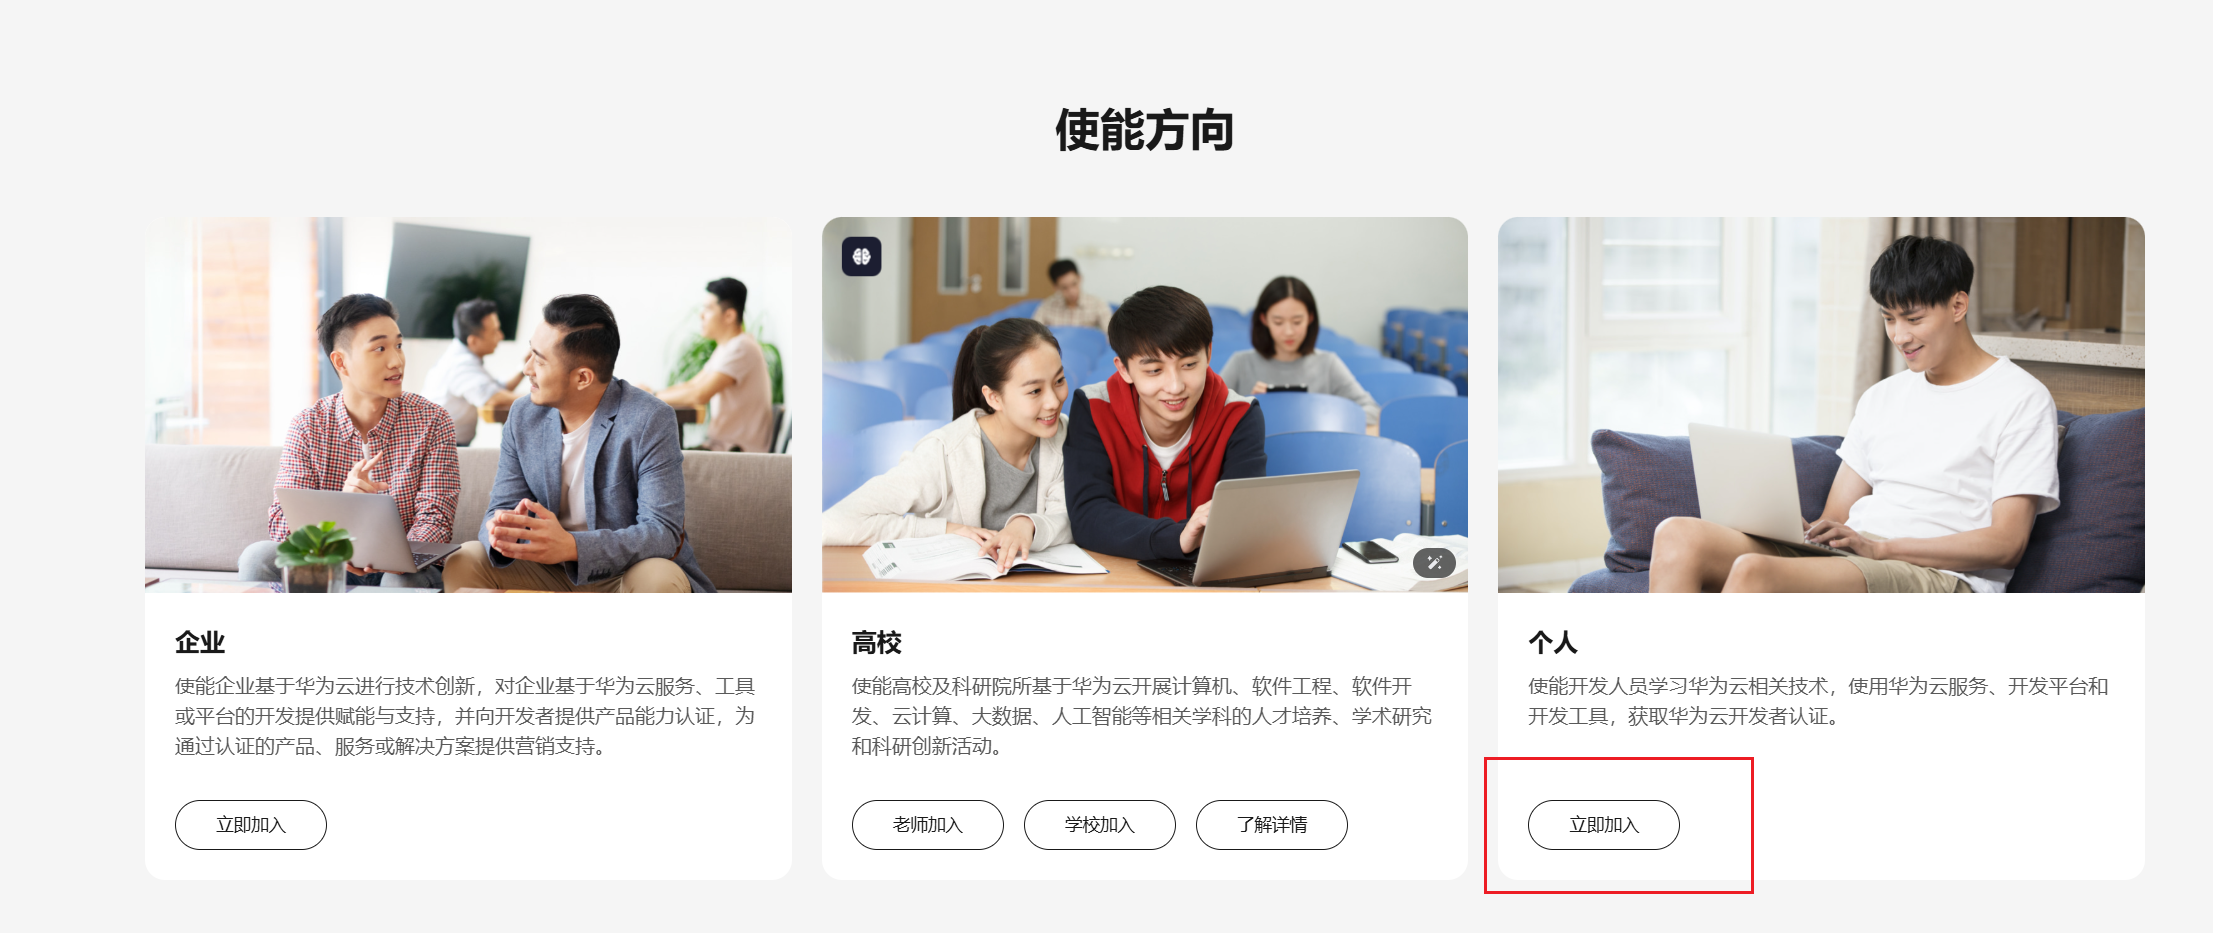 使能方向
企业
使能企业基于华为云进行技术创新，对企业基于华为云服务、工具
或平台的开发提供赋能与支持，并向开发者提供产品能力认证，为
通过认证的产品、服务或解决方案提供营销支持。
立即加入
高校
使能高校及科研院所基于华为云开展计算机、软件工程、软件开
发、云计算、大数据、人工智能等相关学科的人才培养、学术研究
和科研创新活动。
老师加入
学校加入
了解详情
个人
使能开发人员学习华为云相关技术，使用华为云服务、开发平台和
开发工具，获取华为云开发者认证。
立即加入